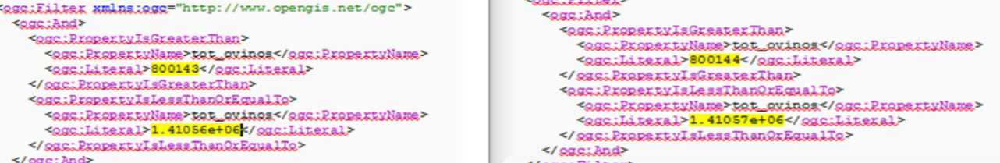 <ogc:Filter xmlns:ogc="http://www.opengis.net/ogc">
<ogc:And>
<ogc:PropertyIsGreaterThan>
<ogc:PropertyName>tot_ovinos</ogc:PropertyName>
<ogc:Literal>800143</ogc:Literal>
</ogc:PropertyIsGreaterThan>
<ogc:PropertyIsLessThanOrEqualTo>
<ogc:PropertyName>tot_ovinos</ogc:PropertyName>
<ogc:Literal>1.41056e+06</ogc:Literal>
</ogc:PropertyIsLessThanOrEqualTo>
</ogc:And>
<ogc:Filter>
<ogc:And>
<ogc:PropertyIsGreaterThan>
<ogc:PropertyName>tot_ovinos</ogc:PropertyName>
<ogc:Literal>800144</ogc:Literal>
</ogc:PropertyIsGreaterThan>
<ogc:PropertyIsLessThanOrEqualTo>
<ogc:PropertyName>tot_ovinos</ogc:PropertyName>
<ogc:Literal>1.41057e+06</ogc:Literal>
</ogc:PropertyIsLessThanOrEqualTo>
</ogc:And>